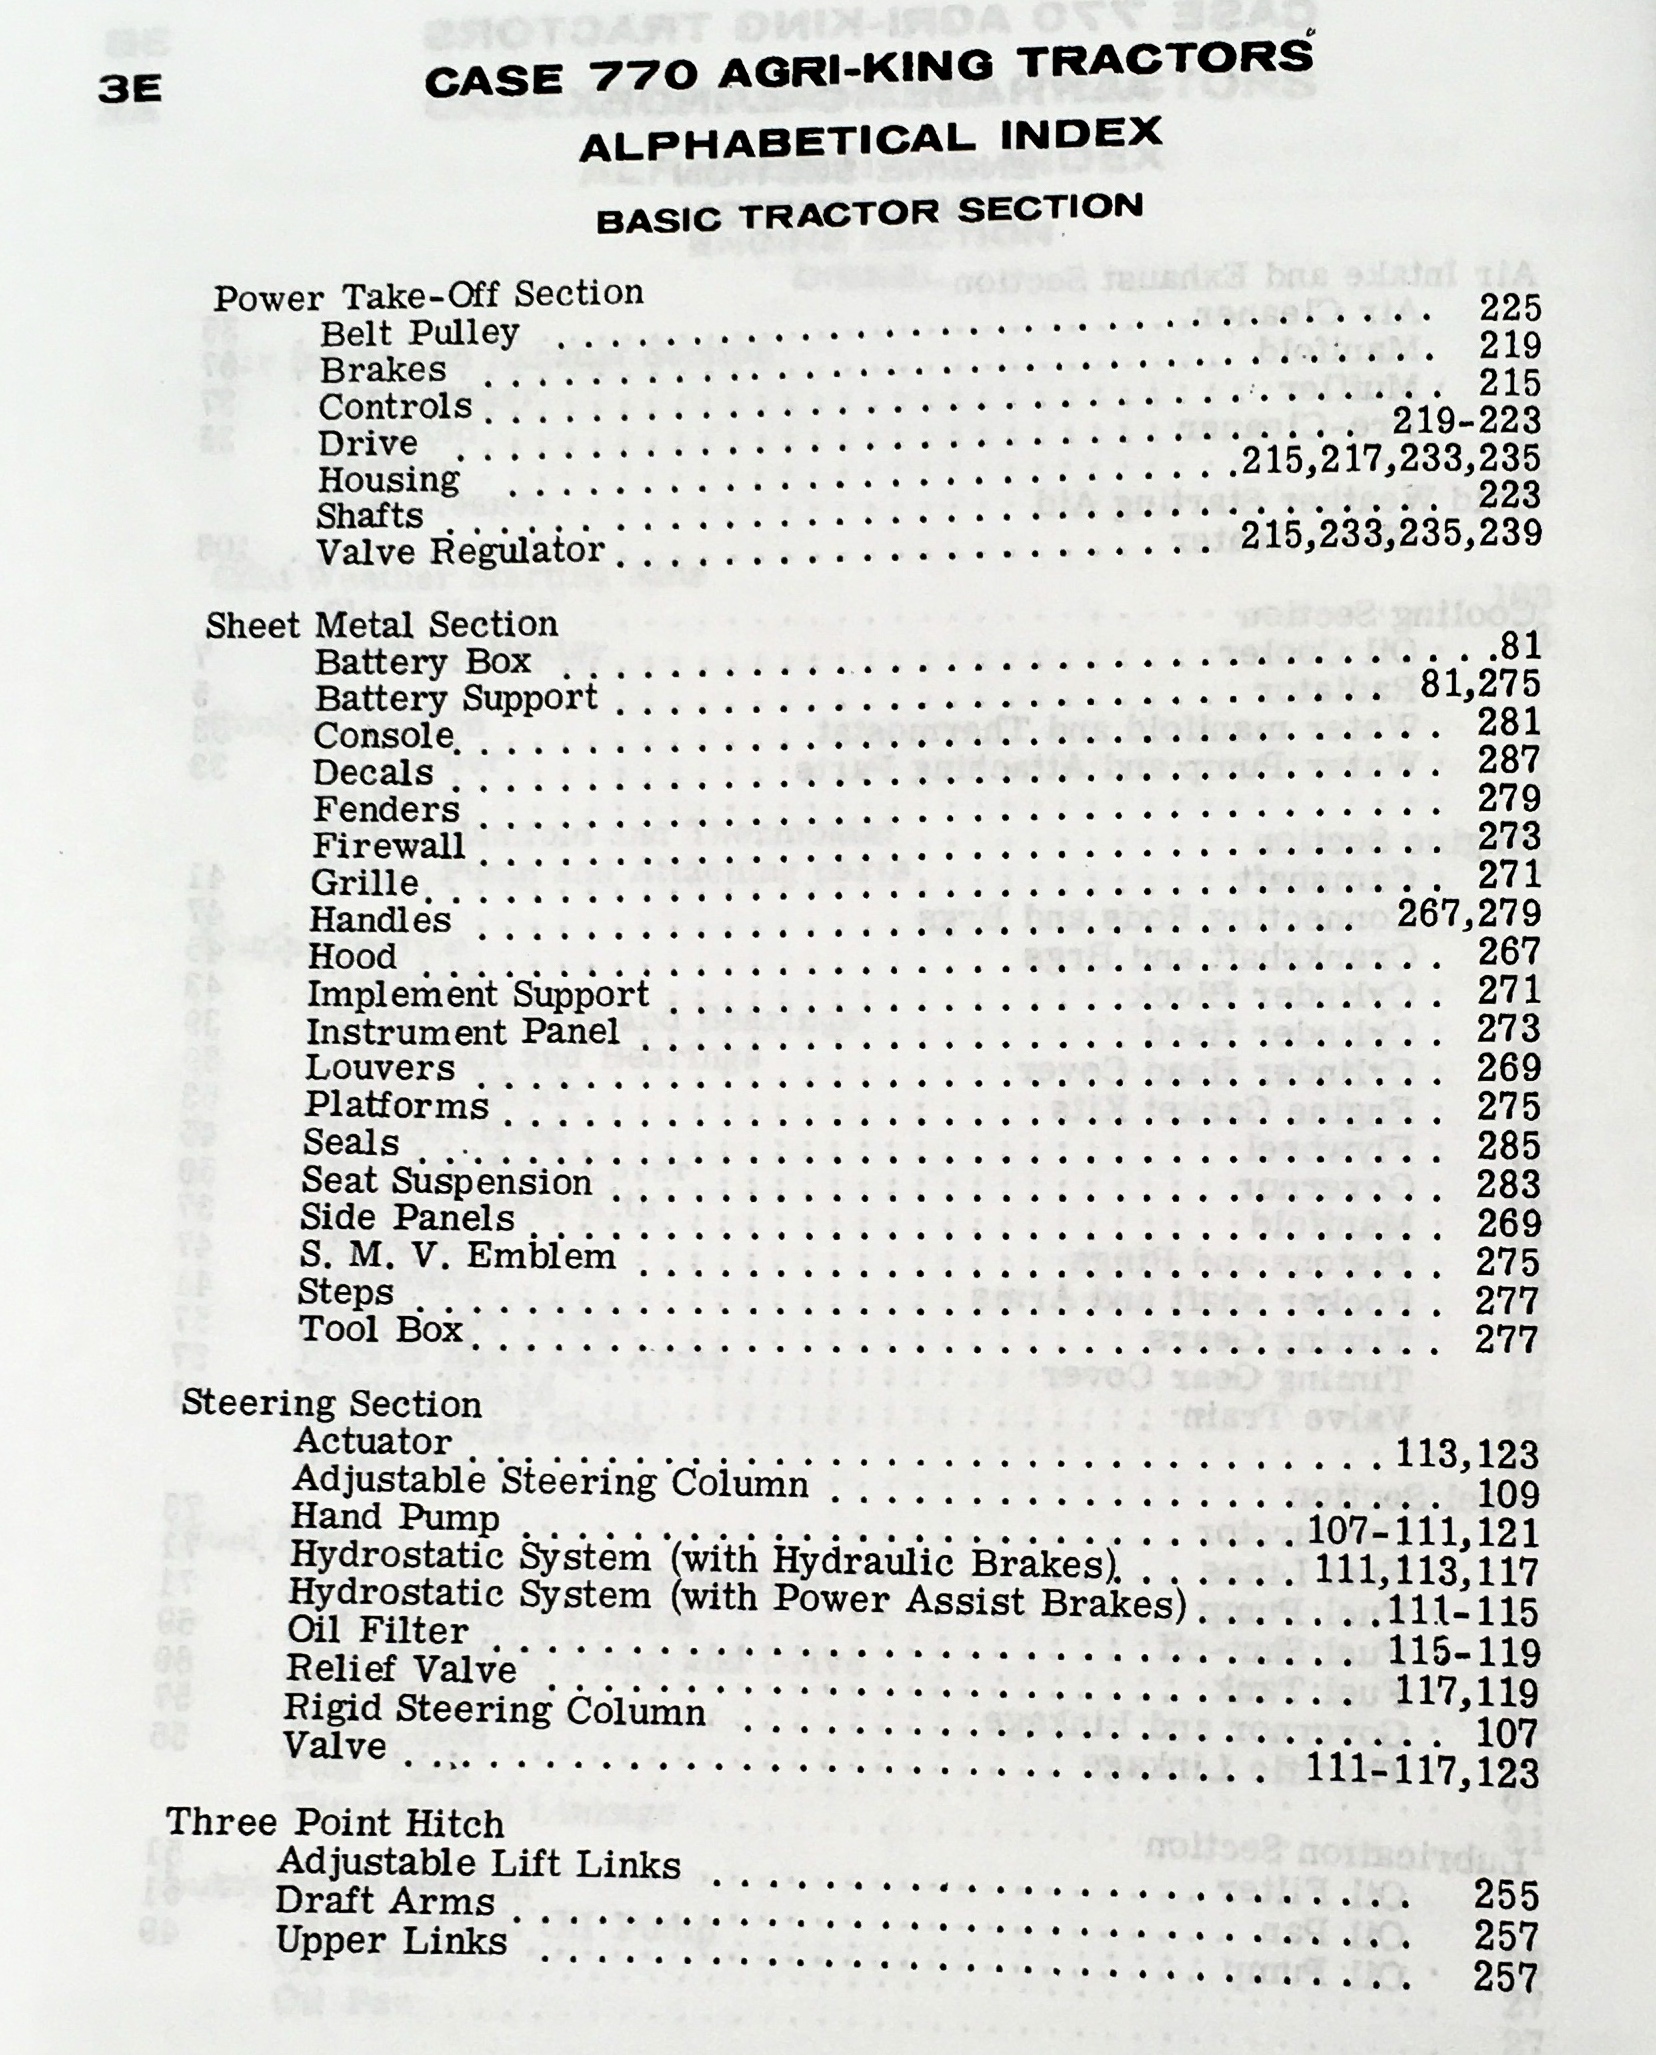 3E
CASE 770 AGRI-KING TRACTORS
ALPHABETICAL INDEX
BASIC TRACTOR SECTION
Power Take-Off Section
Belt Pulley . . . . . . . . . . . . . . . . . . . . 225
Brakes . . . . . . . . . . . . . . . . . . . . 219
Controls . . . . . . . . . . . . . . . . . . . . 215
Drive . . . . . . . . . . . . . . . . . . . . 219-223
Housing . . . . . . . . . . . . . . . . . . . . 215,217,233,235
Shafts . . . . . . . . . . . . . . . . . . . . 223
Valve Regulator . . . . . . . . . . . . . . . . . . . . 215,233,235,239
Sheet Metal Section
Battery Box . . . . . . . . . . . . . . . . . . . . 81
Battery Support . . . . . . . . . . . . . . . . . . . . 81,275
Console . . . . . . . . . . . . . . . . . . . . 281
Decals . . . . . . . . . . . . . . . . . . . . 287
Fenders . . . . . . . . . . . . . . . . . . . . 279
Firewall . . . . . . . . . . . . . . . . . . . . 273
Grille . . . . . . . . . . . . . . . . . . . . 271
Handles . . . . . . . . . . . . . . . . . . . . 267,279
Hood . . . . . . . . . . . . . . . . . . . . 267
Implement Support . . . . . . . . . . . . . . . . . . . . 271
Instrument Panel . . . . . . . . . . . . . . . . . . . . 273
Louvers . . . . . . . . . . . . . . . . . . . . 269
Platforms . . . . . . . . . . . . . . . . . . . . 275
Seals . . . . . . . . . . . . . . . . . . . . 285
Seat Suspension . . . . . . . . . . . . . . . . . . . . 283
Side Panels . . . . . . . . . . . . . . . . . . . . 269
S. M. V. Emblem . . . . . . . . . . . . . . . . . . . . 275
Steps . . . . . . . . . . . . . . . . . . . . 277
Tool Box . . . . . . . . . . . . . . . . . . . . 277
Steering Section
Actuator . . . . . . . . . . . . . . . . . . . . 113,123
Adjustable Steering Column . . . . . . . . . . . . . . . . . . . . 109
Hand Pump . . . . . . . . . . . . . . . . . . . . 107-111,121
Hydrostatic System (with Hydraulic Brakes) . . . . . . . 111,113,117
Hydrostatic System (with Power Assist Brakes) . . . . . . . 111-115
Oil Filter . . . . . . . . . . . . . . . . . . . . 115-119
Relief Valve . . . . . . . . . . . . . . . . . . . . 117,119
Rigid Steering Column . . . . . . . . . . . . . . . . . . . . 107
Valve . . . . . . . . . . . . . . . . . . . . 111-117,123
Three Point Hitch
Adjustable Lift Links . . . . . . . . . . . . . . . . . . . . 255
Draft Arms . . . . . . . . . . . . . . . . . . . . 257
Upper Links . . . . . . . . . . . . . . . . . . . . 257